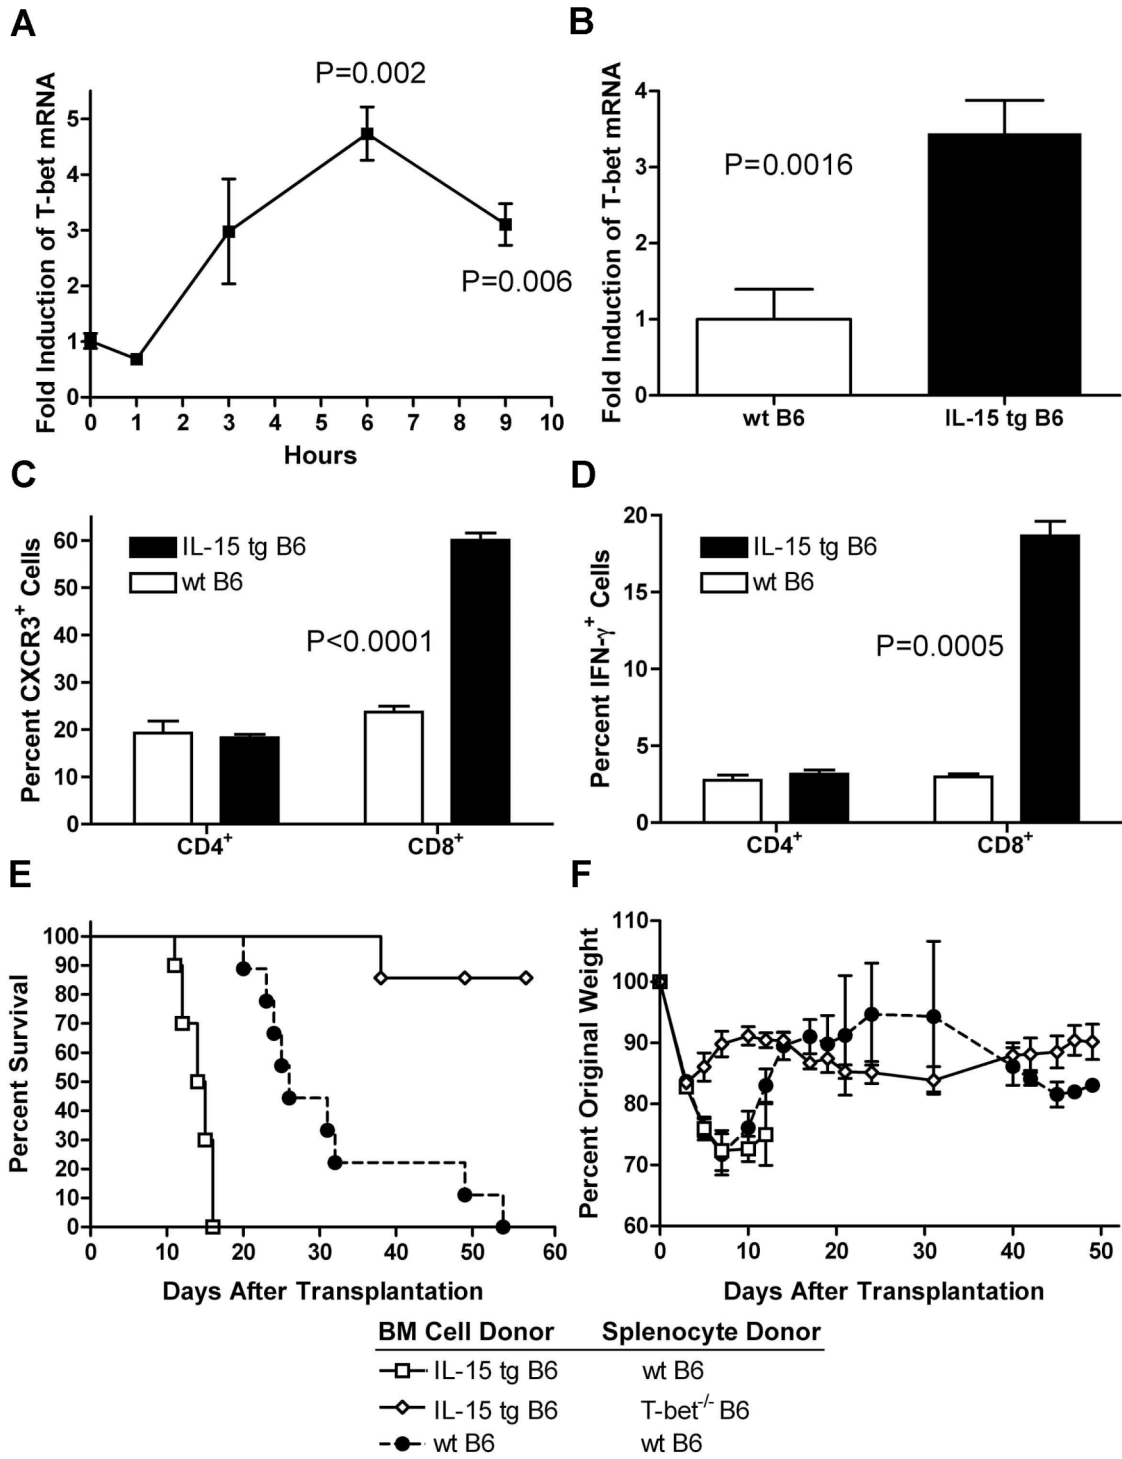 A
B
P=0.002
P=0.0016
P=0.006
Fold Induction of T-bet mRNA
5
4
3
2
1
0
0 1 2 3 4 5 6 7 8 9 10
Hours
Fold Induction of T-bet mRNA
4
3
2
1
0
wt B6 IL-15 tg B6
C
D
Percent CXCR3+ Cells
60
50
40
30
20
10
0
IL-15 tg B6
wt B6
P<0.0001
CD4+ CD8+
Percent IFN-γ+ Cells
20
15
10
5
0
IL-15 tg B6
wt B6
P=0.0005
CD4+ CD8+
E
F
Percent Survival
100
90
80
70
60
50
40
30
20
10
0
0 10 20 30 40 50 60
Days After Transplantation
Percent Original Weight
110
100
90
80
70
60
0 10 20 30 40 50
Days After Transplantation
BM Cell Donor Splenocyte Donor
IL-15 tg B6 wt B6
IL-15 tg B6 T-bet-/- B6
wt B6 wt B6